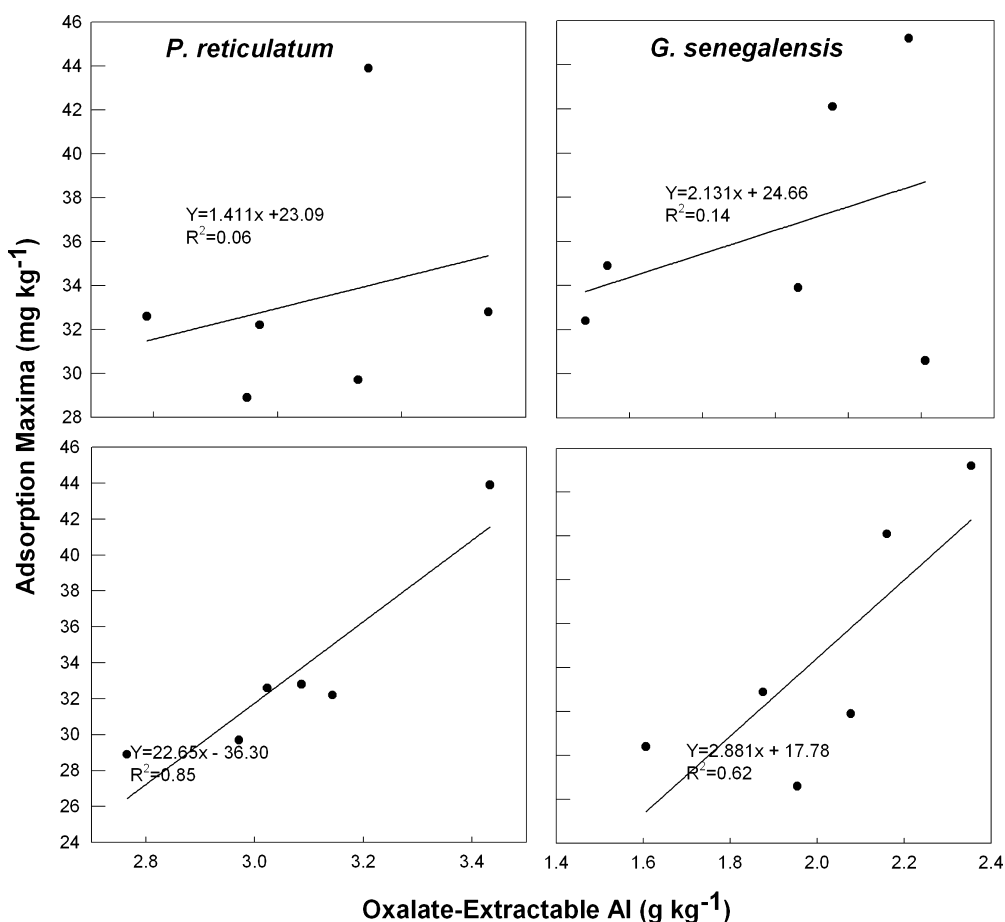 P. reticulatum
G. senegalensis
46
44
42
40
38
36
34
32
30
28
Y=1.411x +23.09
R²=0.06
Y=2.131x + 24.66
R²=0.14
Adsorption Maxima (mg kg⁻¹)
46
44
42
40
38
36
34
32
30
28
26
24
Y=22.65x - 36.30
R²=0.85
Y=2.881x + 17.78
R²=0.62
2.8 3.0 3.2 3.4
1.4 1.6 1.8 2.0 2.2 2.4
Oxalate-Extractable Al (g kg⁻¹)